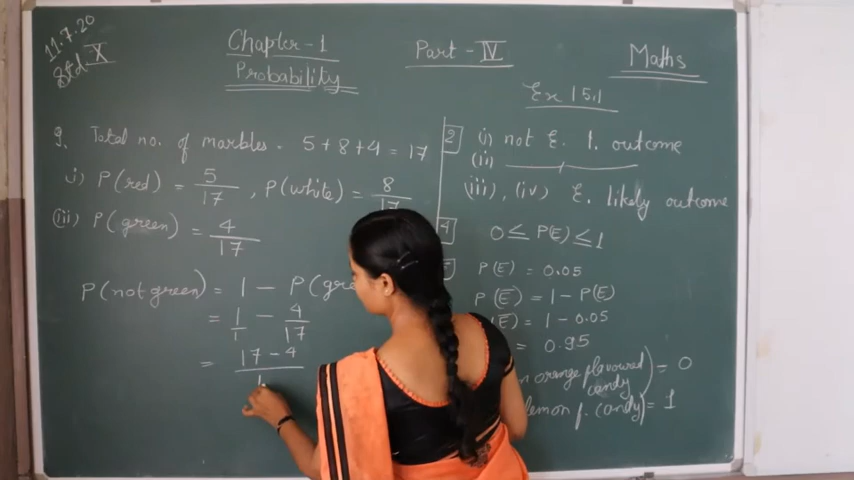 11.7.20
Std X
Chapter-1
Probability
Part - IV
Maths
Ex 15.1
9. Total no. of marbles = 5+8+4 = 17
i) P(red) = 5/17, P(white) = 8/17
(iii) P(green) = 4/17
P(not green) = 1 - P(gre
= 1/1 - 4/17
= 17-4/1
2 (i) not E. l. outcome
(ii)
(iii), (iv) E. likely outcome
4 0 ≤ P(E) ≤ 1
P(E) = 0.05
P(E̅) = 1 - P(E)
(E̅) = 1 - 0.05
= 0.95
n orange flavoured candy) = 0
lemon f. candy) = 1